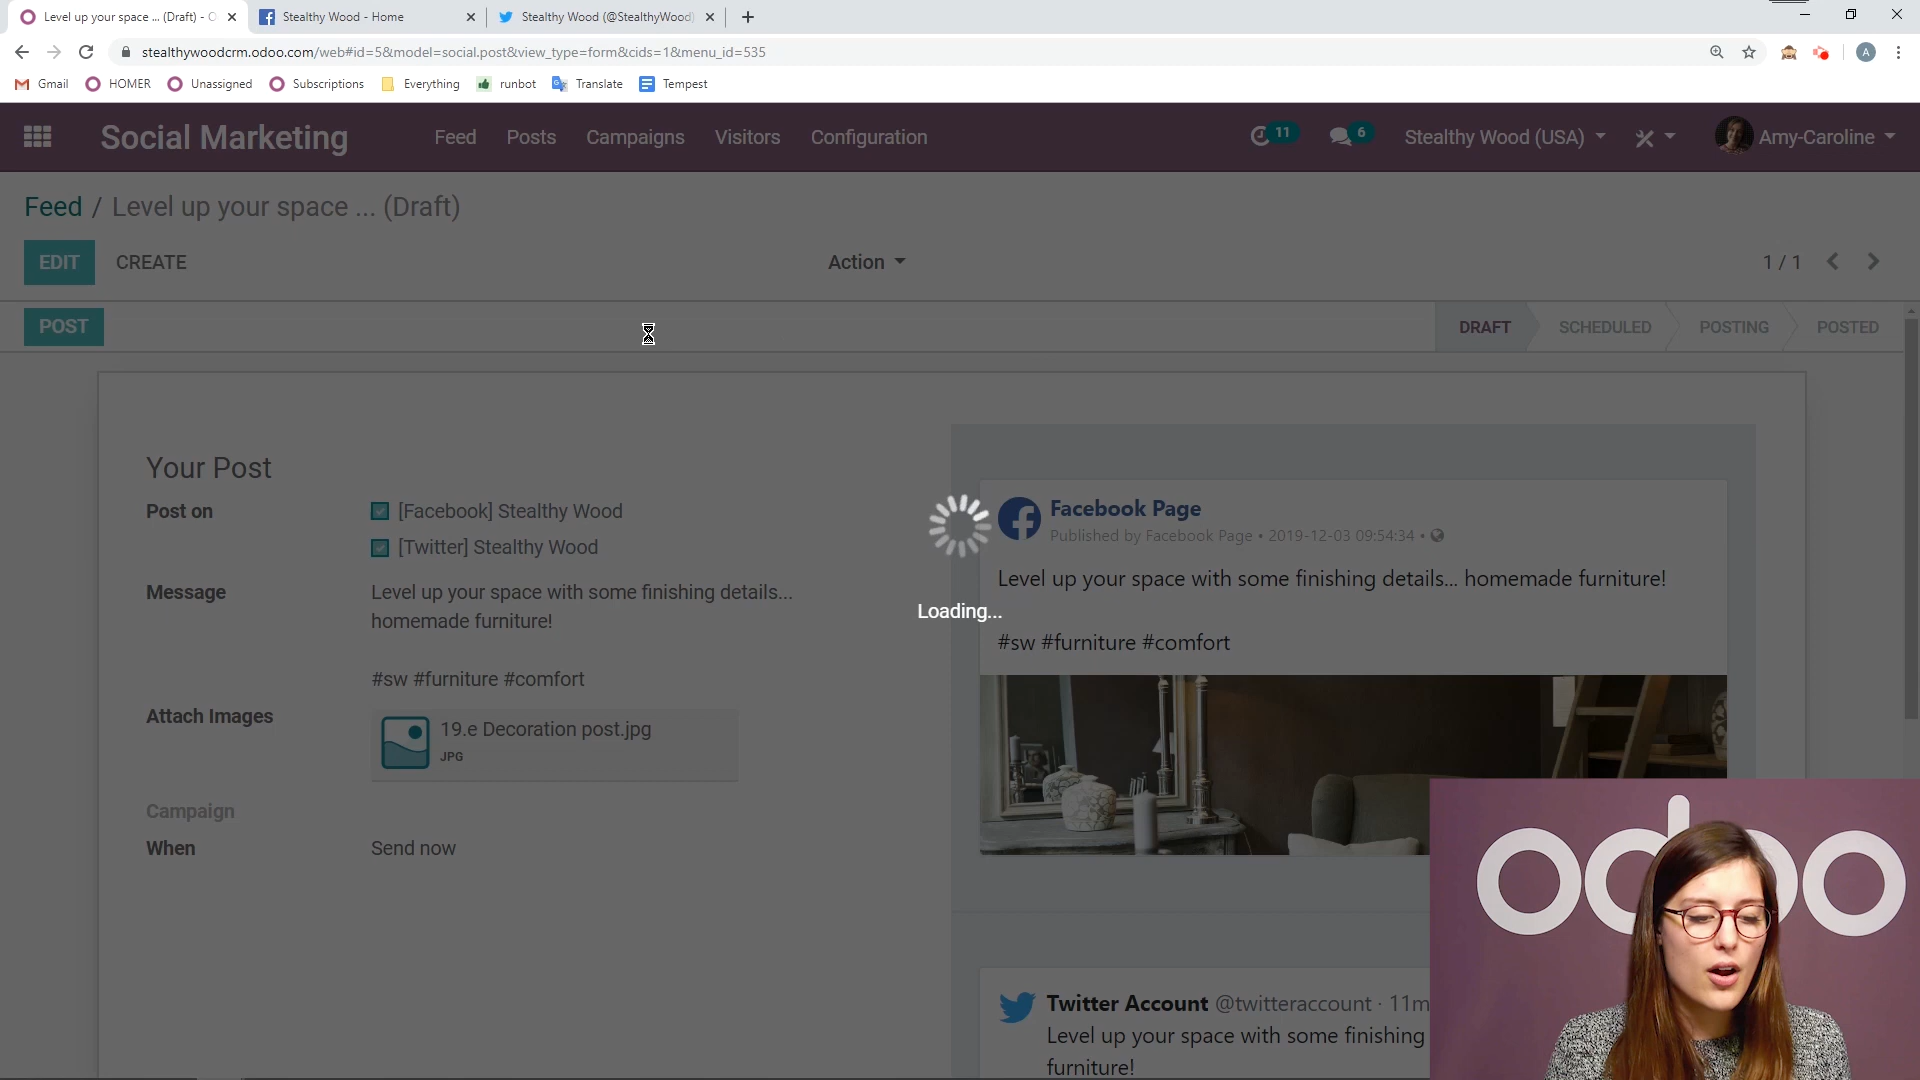 Level up your space ... (Draft) - O
Stealthy Wood - Home
Stealthy Wood (@StealthyWood)
stealthywoodcrm.odoo.com/web#id=5&model=social.post&view_type=form&cids=1&menu_id=535
A
Gmail
HOMER
Unassigned
Subscriptions
Everything
runbot
Translate
Tempest
Social Marketing
Feed
Posts
Campaigns
Visitors
Configuration
11
6
Stealthy Wood (USA)
Amy-Caroline
Feed / Level up your space ... (Draft)
EDIT
CREATE
Action
1 / 1
POST
DRAFT
SCHEDULED
POSTING
POSTED
Your Post
Post on
[Facebook] Stealthy Wood
[Twitter] Stealthy Wood
Message
Level up your space with some finishing details...
homemade furniture!
#sw #furniture #comfort
Attach Images
19.e Decoration post.jpg
JPG
Campaign
When
Send now
Loading...
Facebook Page
Published by Facebook Page • 2019-12-03 09:54:34 •
Level up your space with some finishing details... homemade furniture!
#sw #furniture #comfort
Twitter Account @twitteraccount · 11m
Level up your space with some finishing
furniture!
odoo